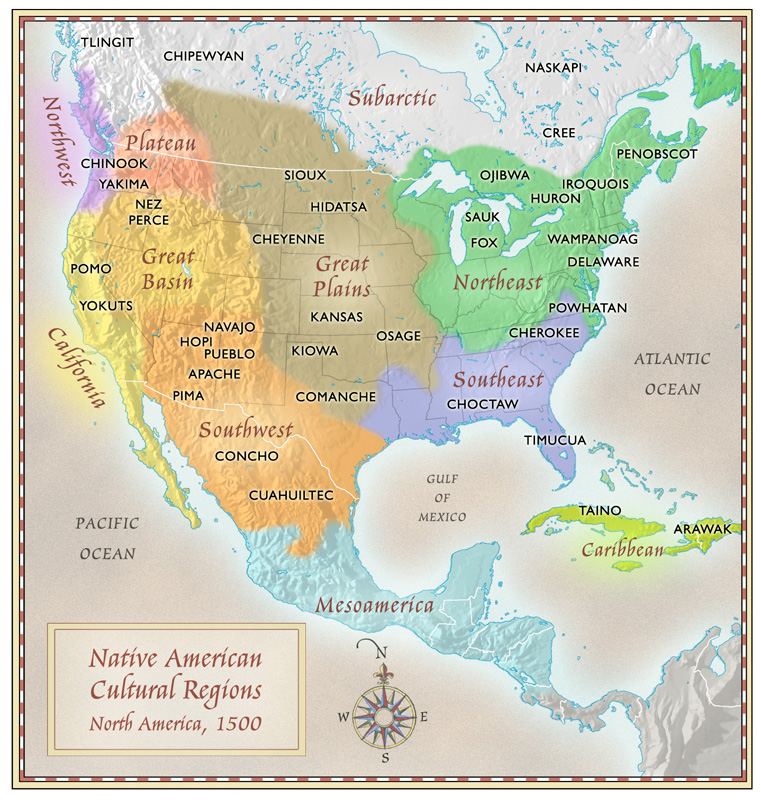 TLINGIT
CHIPEWYAN
NASKAPI
Subarctic
Northwest
CREE
Plateau
PENOBSCOT
CHINOOK
SIOUX
OJIBWA
IROQUOIS
YAKIMA
HURON
NEZ
PERCE
HIDATSA
SAUK
CHEYENNE
FOX
WAMPANOAG
Great
Basin
Great
Plains
DELAWARE
POMO
Northeast
YOKUTS
KANSAS
POWHATAN
NAVAJO
OSAGE
CHEROKEE
HOPI
PUEBLO
KIOWA
California
APACHE
Southeast
ATLANTIC
OCEAN
PIMA
COMANCHE
CHOCTAW
Southwest
TIMUCUA
CONCHO
GULF
OF
MEXICO
CUAHUILTEC
TAINO
PACIFIC
OCEAN
ARAWAK
Caribbean
Mesoamerica
Native American
Cultural Regions
North America, 1500
N
W
E
S